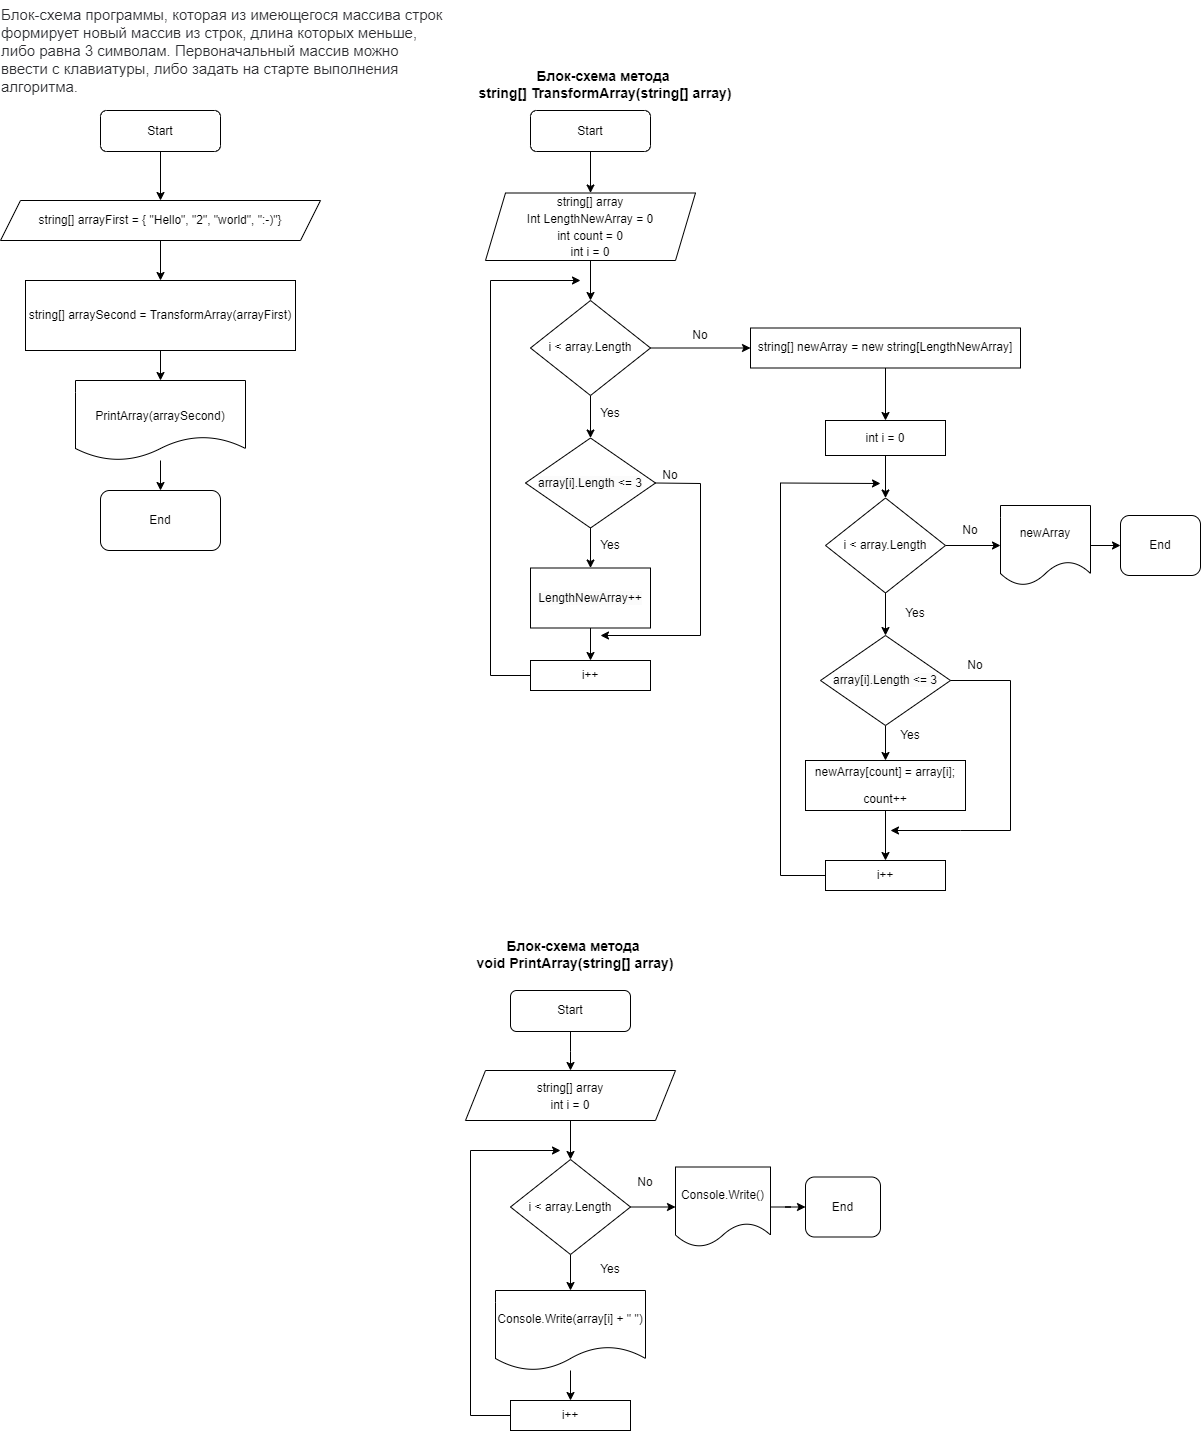 Блок-схема программы, которая из имеющегося массива строк
формирует новый массив из строк, длина которых меньше,
либо равна 3 символам. Первоначальный массив можно
ввести с клавиатуры, либо задать на старте выполнения
алгоритма.
Start
string[] arrayFirst = { "Hello", "2", "world", ":-)"}
string[] arraySecond = TransformArray(arrayFirst)
PrintArray(arraySecond)
End
Блок-схема метода
string[] TransformArray(string[] array)
Start
string[] array
Int LengthNewArray = 0
int count = 0
int i = 0
i < array.Length
No
Yes
array[i].Length <= 3
No
Yes
LengthNewArray++
i++
string[] newArray = new string[LengthNewArray]
int i = 0
i < array.Length
No
newArray
End
Yes
array[i].Length <= 3
No
Yes
newArray[count] = array[i];
count++
i++
Блок-схема метода
void PrintArray(string[] array)
Start
string[] array
int i = 0
i < array.Length
No
Console.Write()
End
Yes
Console.Write(array[i] + " ")
i++